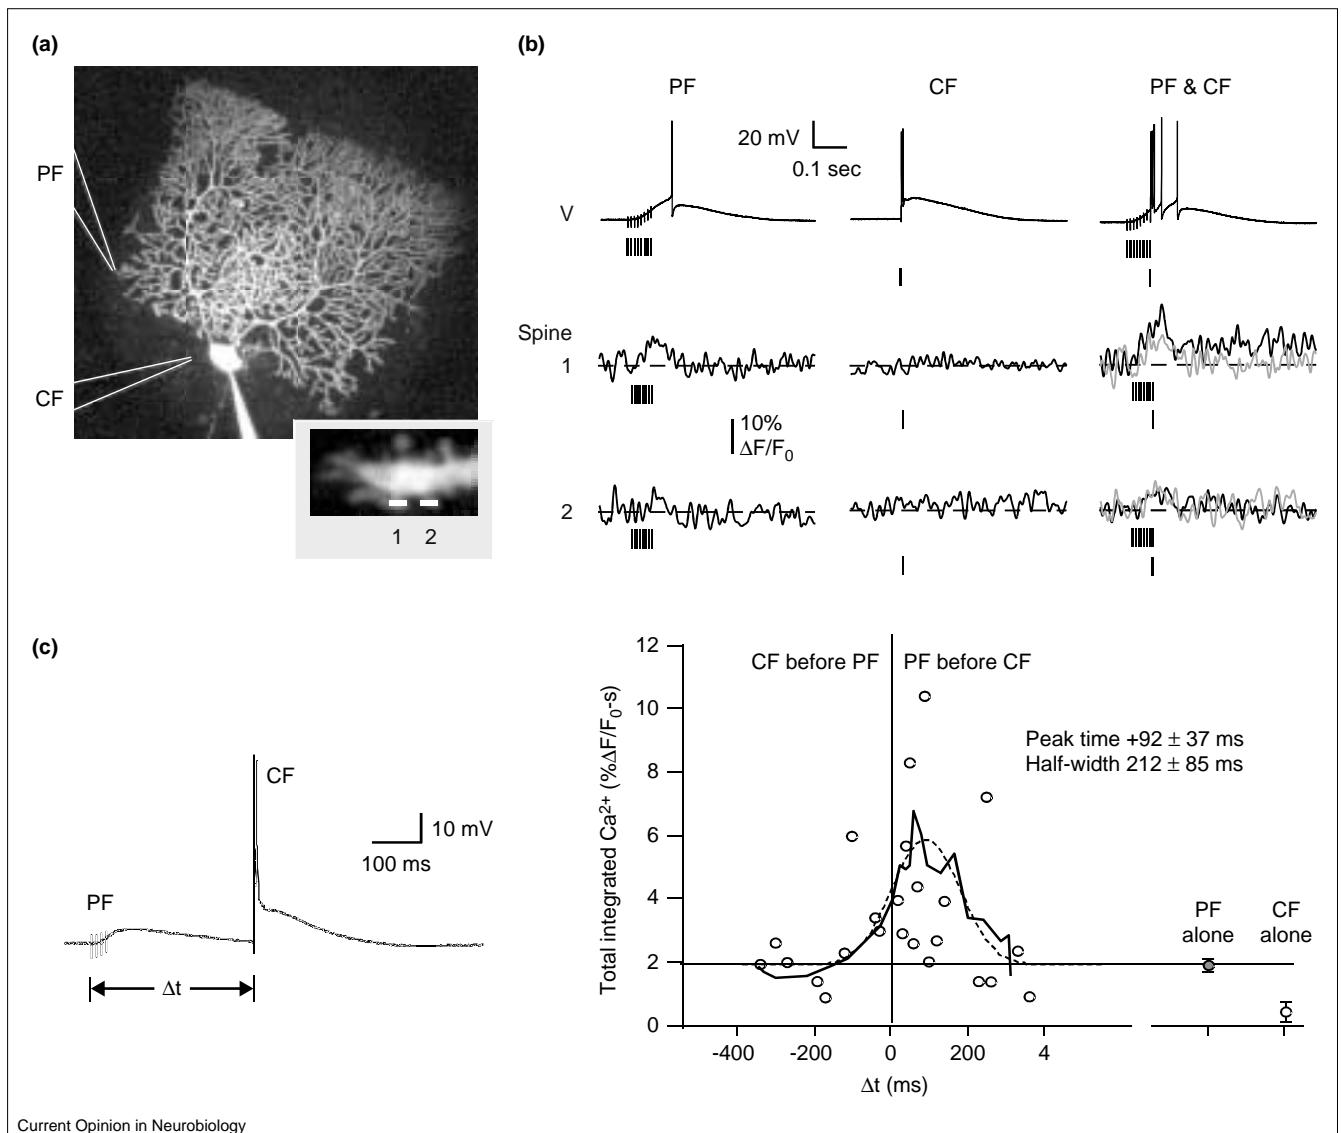 (a)
PF
CF
1 2
(b)
PF CF PF & CF
20 mV
0.1 sec
V
Spine
1
10%
ΔF/F0
2
(c)
PF
CF
10 mV
100 ms
Δt
Total integrated Ca²⁺ (%ΔF/F0-s)
12
10
8
6
4
2
0
CF before PF PF before CF
Peak time +92 ± 37 ms
Half-width 212 ± 85 ms
PF alone
CF alone
-400 -200 0 200 4
Δt (ms)
Current Opinion in Neurobiology